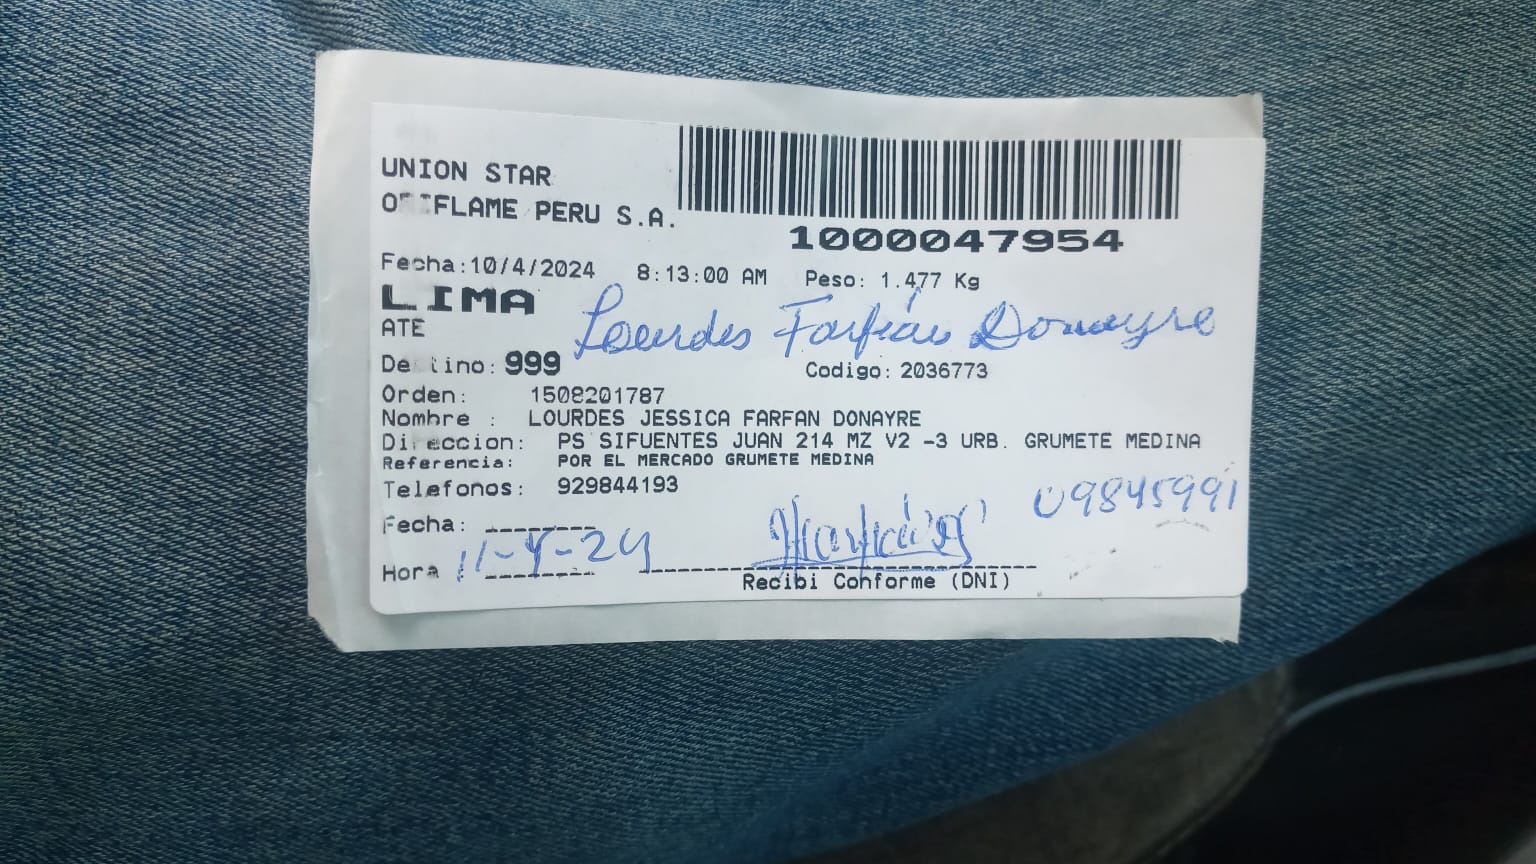 UNION STAR
ORIFLAME PERU S.A.
1000047954
Fecha:10/4/2024 8:13:00 AM Peso: 1.477 Kg
LIMA
ATE
Lourdes Farfán Donayre
Destino: 999 Codigo: 2036773
Orden: 1508201787
Nombre : LOURDES JESSICA FARFAN DONAYRE
Direccion: PS SIFUENTES JUAN 214 MZ V2 -3 URB. GRUMETE MEDINA
Referencia: POR EL MERCADO GRUMETE MEDINA
Telefonos: 929844193
09845991
Fecha:
11-4-24
Hora
Recibi Conforme (DNI)